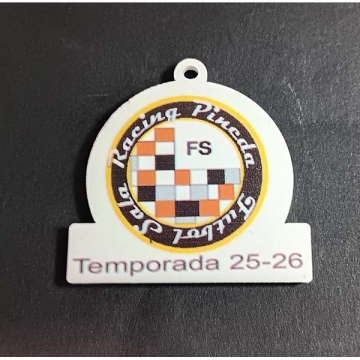 Racing Pineda
FS
Futbol Sala
Temporada 25-26